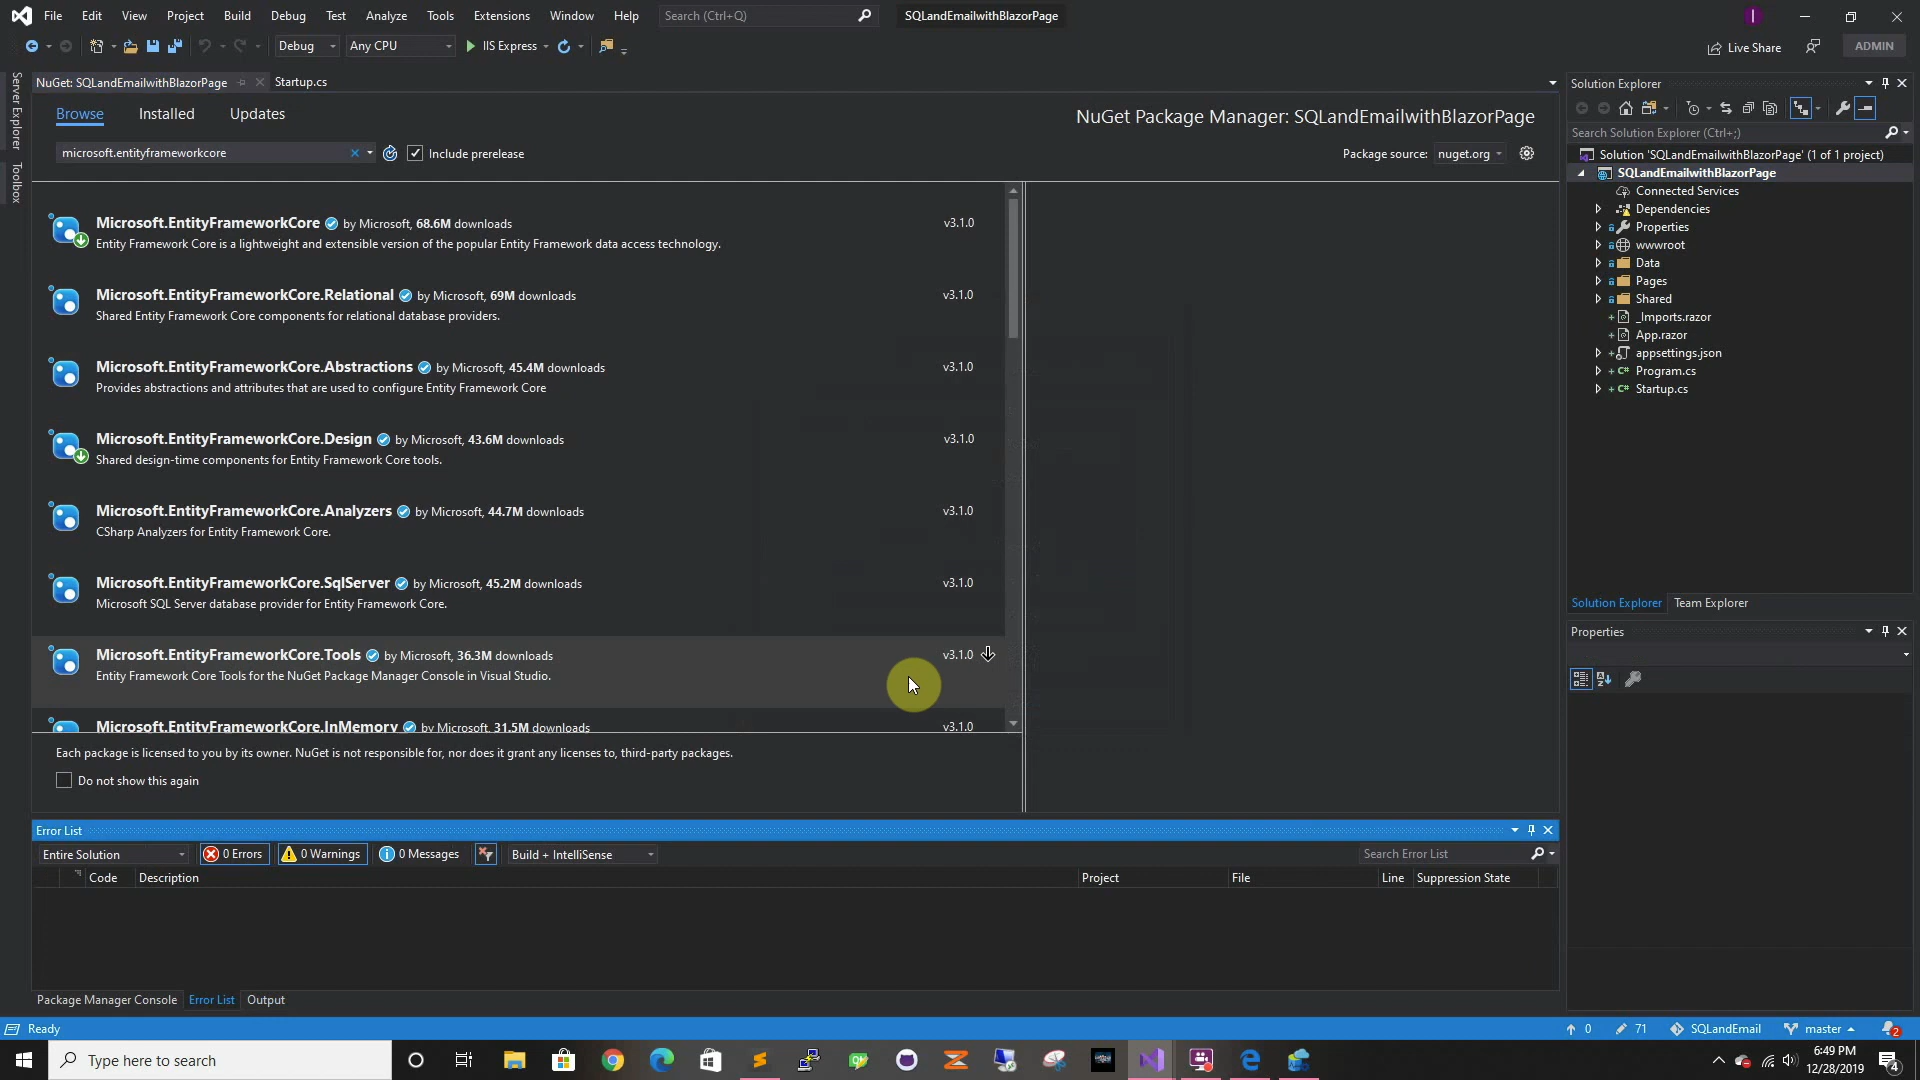 File Edit View Project Build Debug Test Analyze Tools Extensions Window Help Search (Ctrl+Q) SQLandEmailwithBlazorPage
Debug Any CPU IIS Express Live Share ADMIN
Server Explorer
Toolbox
NuGet: SQLandEmailwithBlazorPage Startup.cs
Browse Installed Updates
NuGet Package Manager: SQLandEmailwithBlazorPage
microsoft.entityframeworkcore Include prerelease
Package source: nuget.org
Microsoft.EntityFrameworkCore by Microsoft, 68.6M downloads v3.1.0
Entity Framework Core is a lightweight and extensible version of the popular Entity Framework data access technology.
Microsoft.EntityFrameworkCore.Relational by Microsoft, 69M downloads v3.1.0
Shared Entity Framework Core components for relational database providers.
Microsoft.EntityFrameworkCore.Abstractions by Microsoft, 45.4M downloads v3.1.0
Provides abstractions and attributes that are used to configure Entity Framework Core
Microsoft.EntityFrameworkCore.Design by Microsoft, 43.6M downloads v3.1.0
Shared design-time components for Entity Framework Core tools.
Microsoft.EntityFrameworkCore.Analyzers by Microsoft, 44.7M downloads v3.1.0
CSharp Analyzers for Entity Framework Core.
Microsoft.EntityFrameworkCore.SqlServer by Microsoft, 45.2M downloads v3.1.0
Microsoft SQL Server database provider for Entity Framework Core.
Microsoft.EntityFrameworkCore.Tools by Microsoft, 36.3M downloads v3.1.0
Entity Framework Core Tools for the NuGet Package Manager Console in Visual Studio.
Microsoft.EntityFrameworkCore.InMemory by Microsoft, 31.5M downloads v3.1.0
Each package is licensed to you by its owner. NuGet is not responsible for, nor does it grant any licenses to, third-party packages.
Do not show this again
Solution Explorer
Search Solution Explorer (Ctrl+;)
Solution 'SQLandEmailwithBlazorPage' (1 of 1 project)
SQLandEmailwithBlazorPage
Connected Services
Dependencies
Properties
wwwroot
Data
Pages
Shared
_Imports.razor
App.razor
appsettings.json
C# Program.cs
C# Startup.cs
Solution Explorer Team Explorer
Properties
Error List
Entire Solution 0 Errors 0 Warnings 0 Messages Build + IntelliSense Search Error List
Code Description Project File Line Suppression State
Package Manager Console Error List Output
Ready 0 71 SQLandEmail master 2
Type here to search
6:49 PM
12/28/2019
4